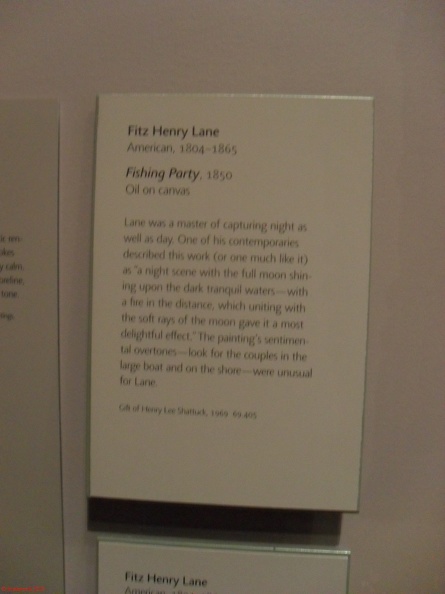 Fitz Henry Lane
American, 1804–1865
Fishing Party, 1850
Oil on canvas
Lane was a master of capturing night as
well as day. One of his contemporaries
described this work (or one much like it)
as "a night scene with the full moon shin-
ing upon the dark tranquil waters—with
a fire in the distance, which uniting with
the soft rays of the moon gave it a most
delightful effect." The painting's sentimen-
tal overtones—look for the couples in the
large boat and on the shore—were unusual
for Lane.
Gift of Henry Lee Shattuck, 1969 69.405
Fitz Henry Lane
American,
calm,
tone.